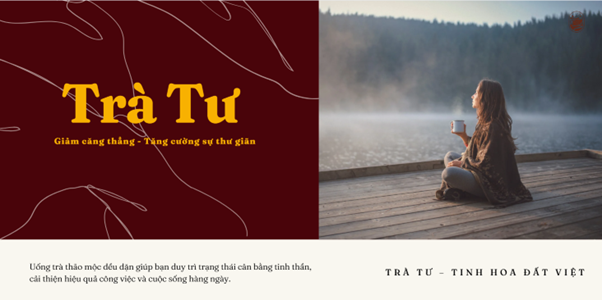 Trà Tư
Giảm căng thẳng - Tăng cường sự thư giãn
Uống trà thảo mộc đều dặn giúp bạn duy trì trạng thái cân bằng tinh thần,
cải thiện hiệu quả công việc và cuộc sống hàng ngày.
TRÀ TƯ – TINH HOA ĐẤT VIỆT